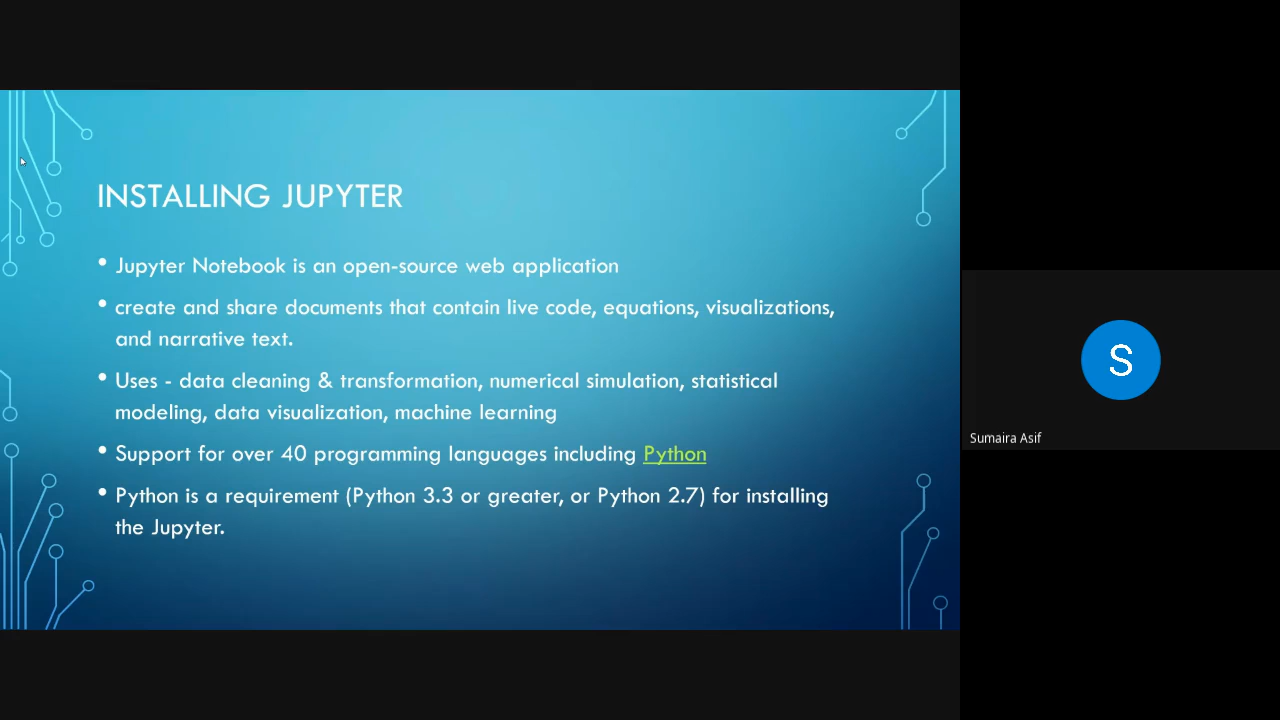 INSTALLING JUPYTER
• Jupyter Notebook is an open-source web application
• create and share documents that contain live code, equations, visualizations,
and narrative text.
• Uses - data cleaning & transformation, numerical simulation, statistical
modeling, data visualization, machine learning
• Support for over 40 programming languages including Python
• Python is a requirement (Python 3.3 or greater, or Python 2.7) for installing
the Jupyter.
S
Sumaira Asif